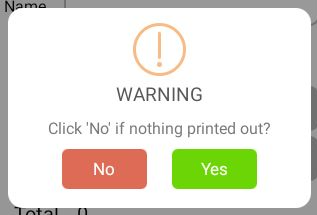 Name
WARNING
Click 'No' if nothing printed out?
No Yes
Total 0